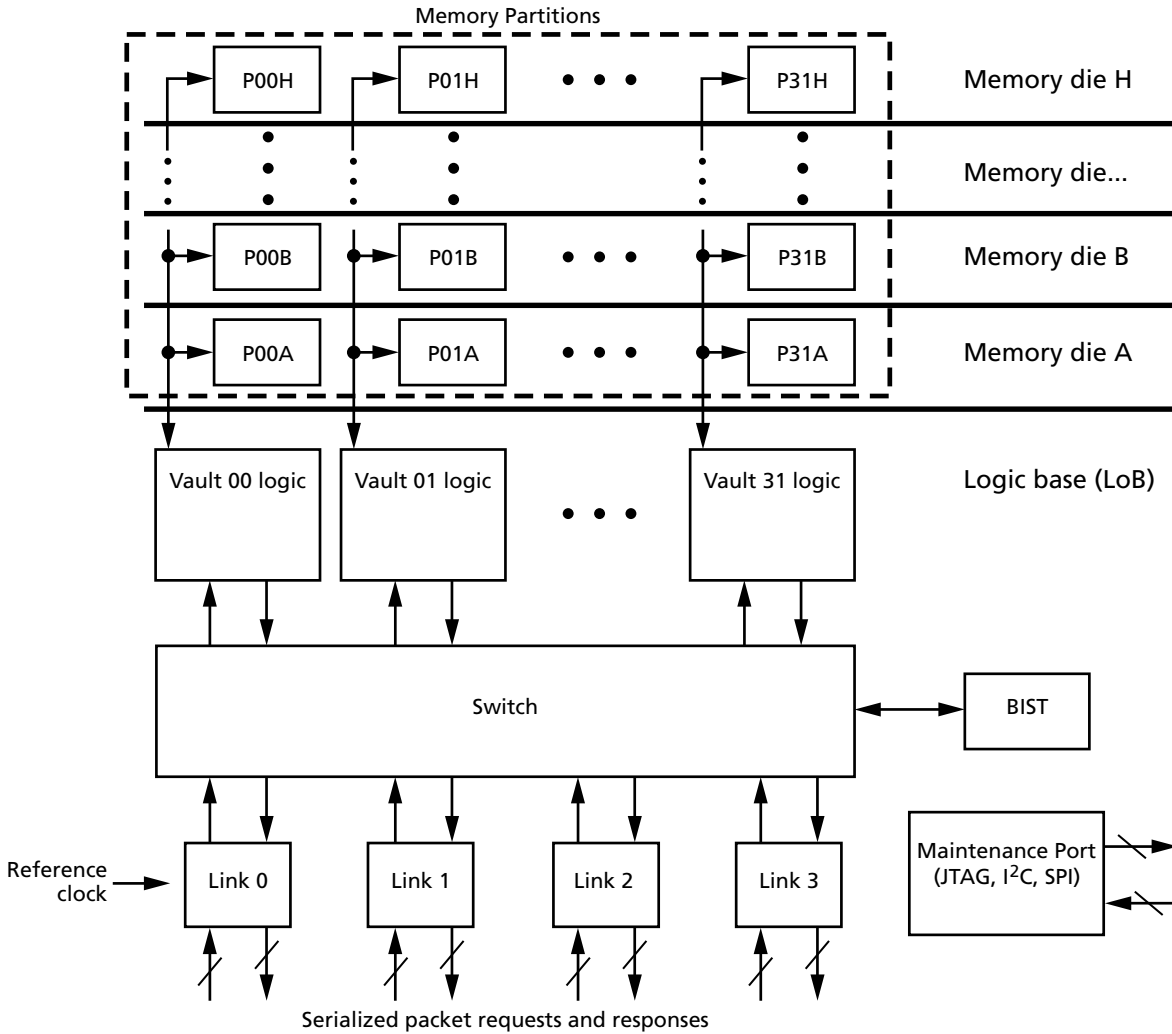 Memory Partitions
P00H
P01H
P31H
Memory die H
Memory die...
P00B
P01B
P31B
Memory die B
P00A
P01A
P31A
Memory die A
Vault 00 logic
Vault 01 logic
Vault 31 logic
Logic base (LoB)
Switch
BIST
Reference
clock
Link 0
Link 1
Link 2
Link 3
Maintenance Port
(JTAG, I²C, SPI)
Serialized packet requests and responses